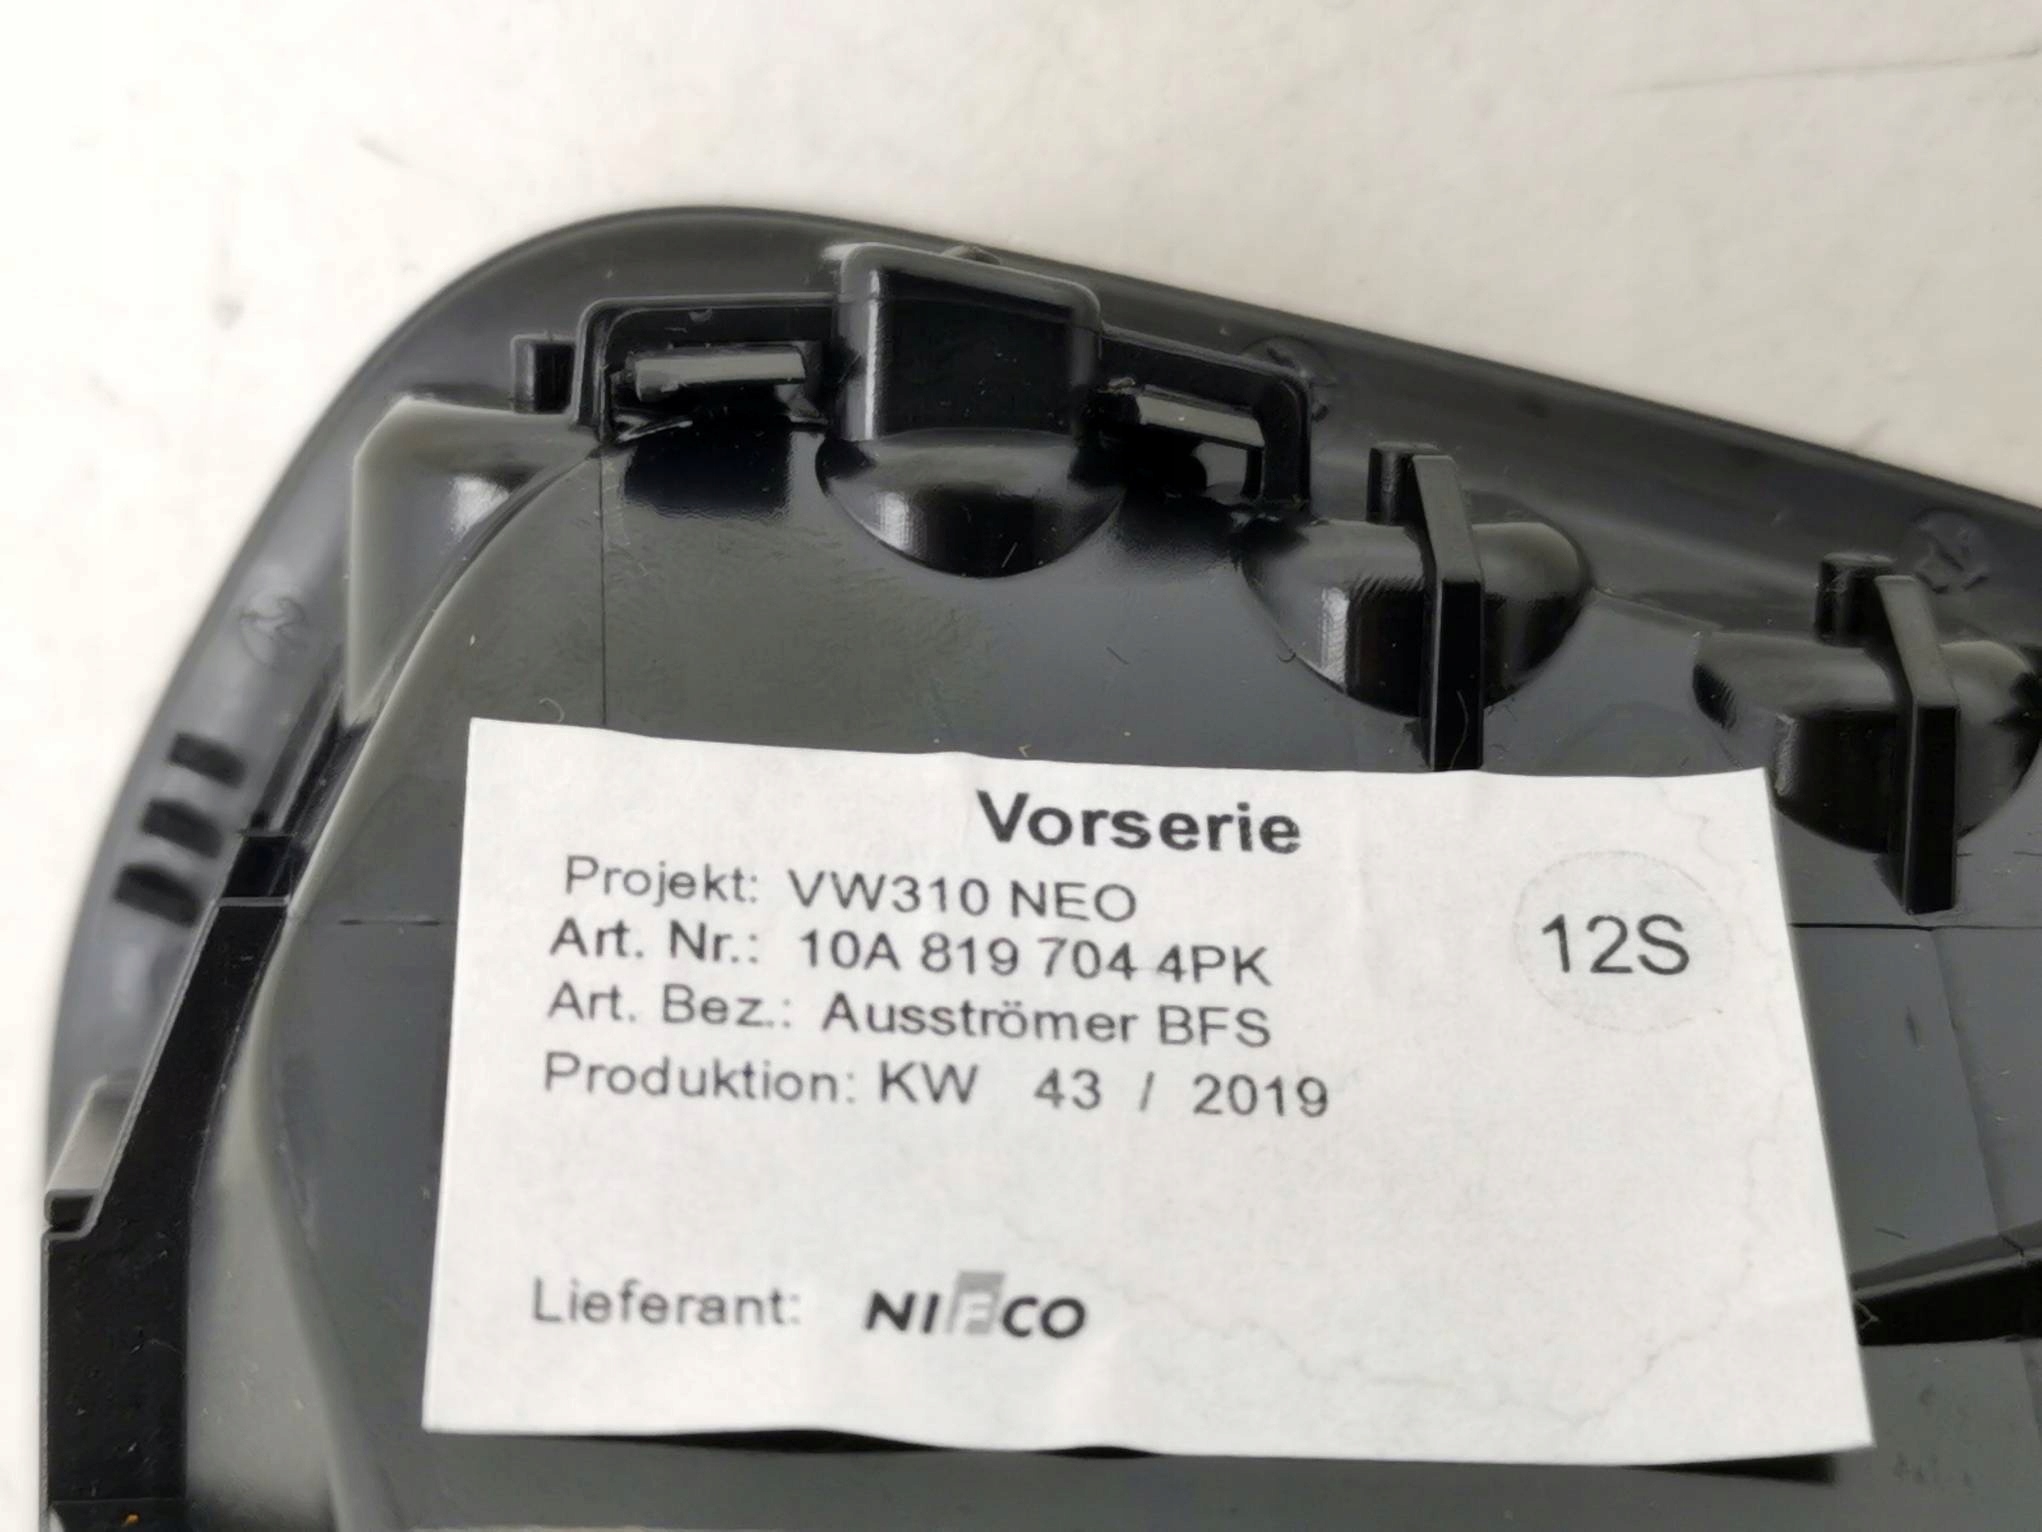 Vorserie
Projekt: VW310 NEO
Art. Nr.: 10A 819 704 4PK
12S
Art. Bez.: Ausströmer BFS
Produktion: KW 43 / 2019
Lieferant: NIFCO